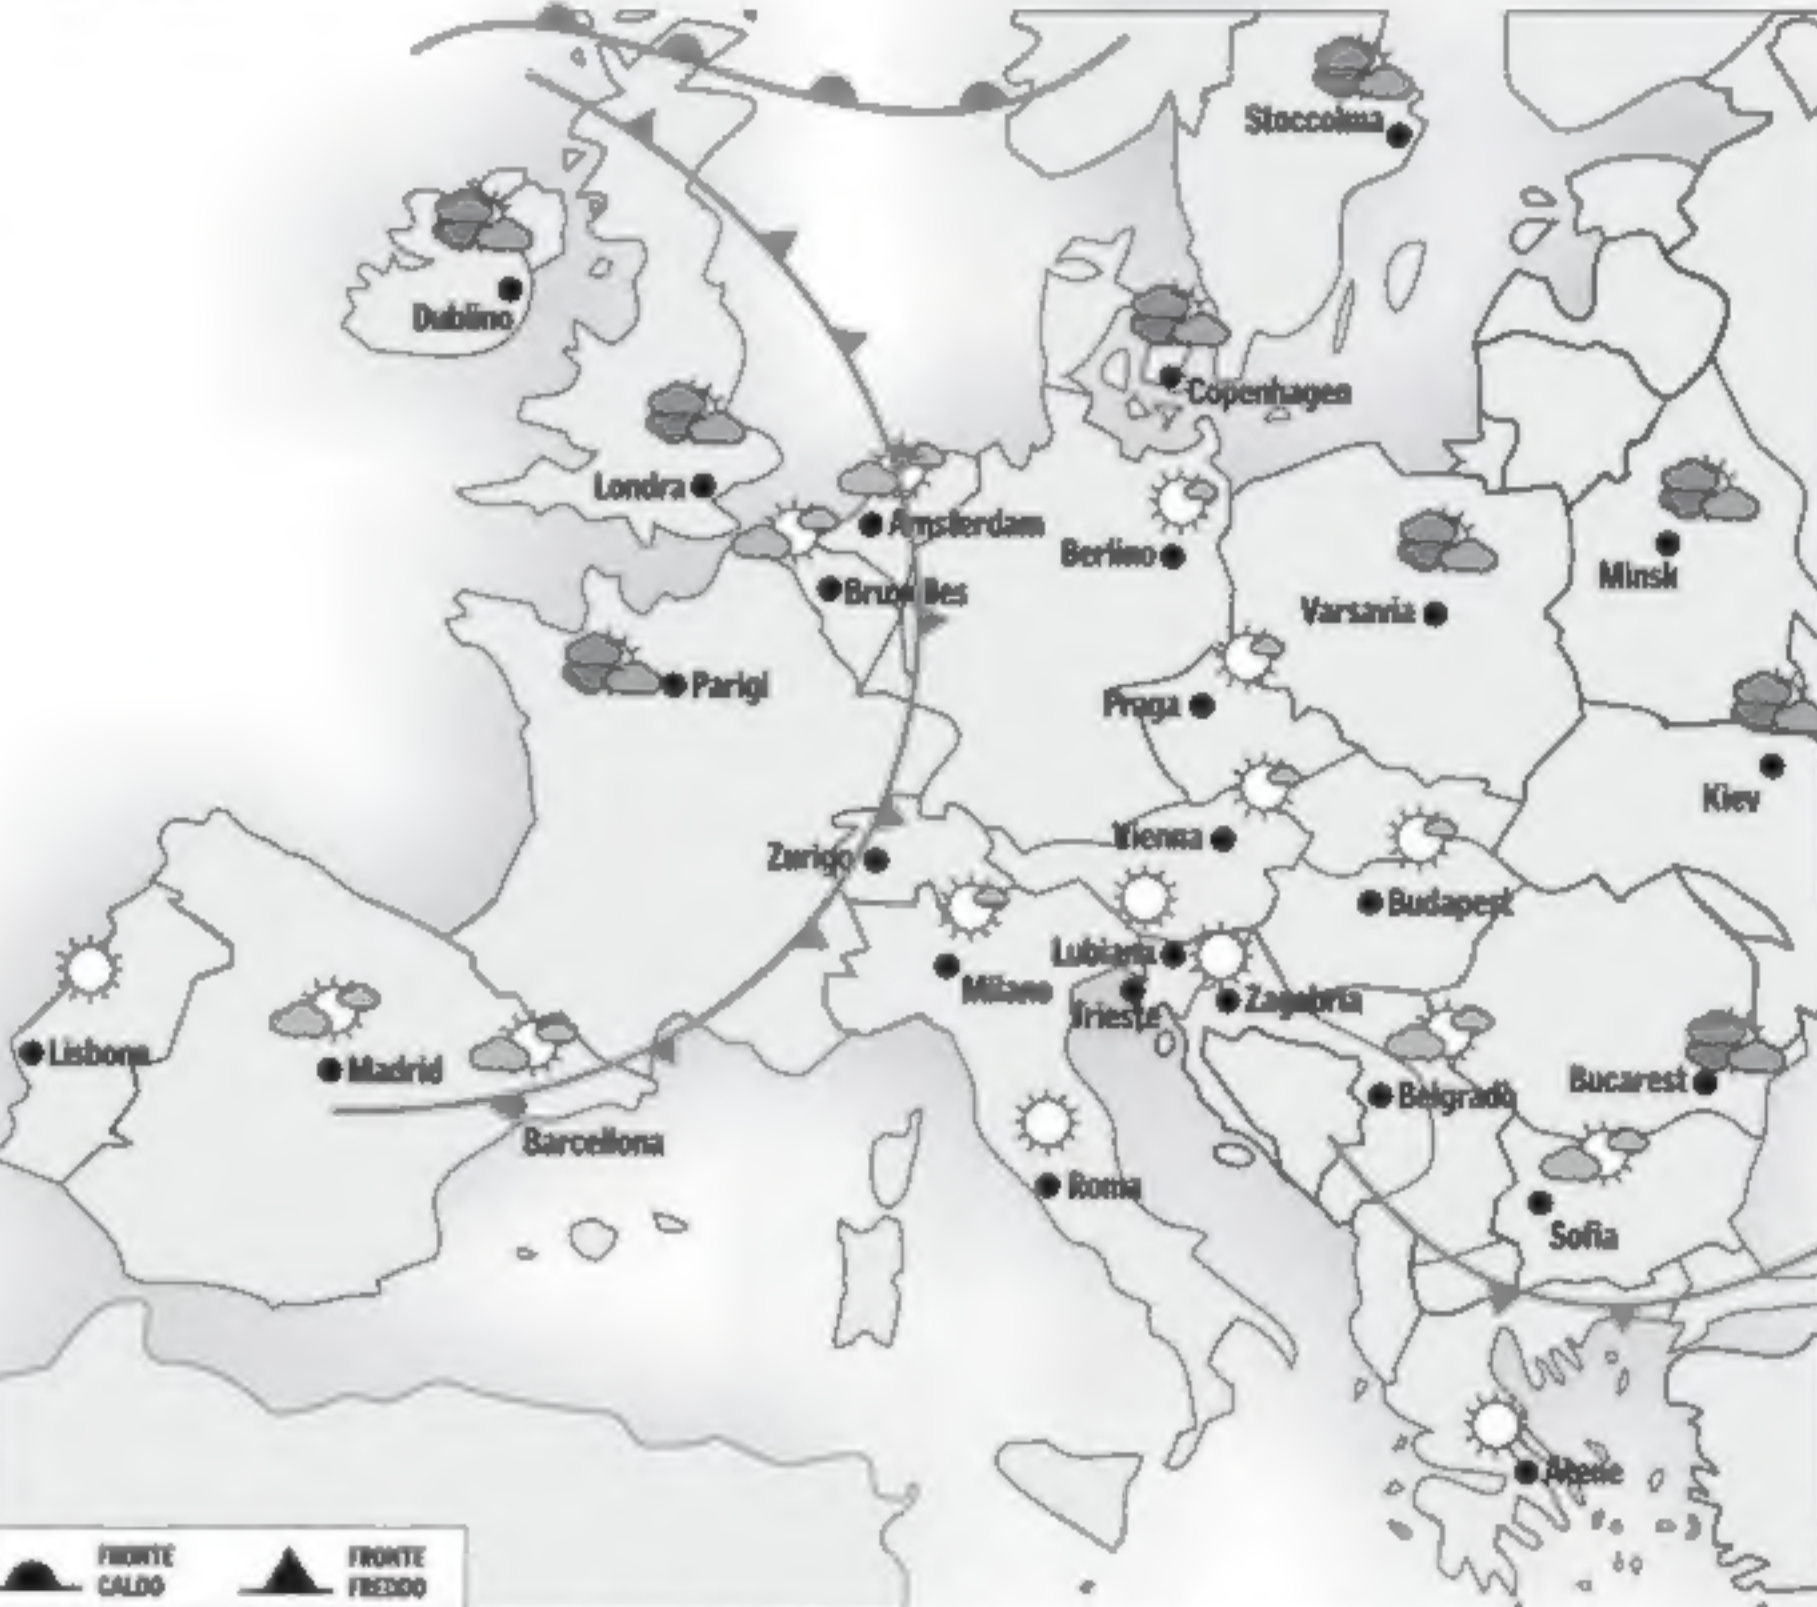 Stoccolma
Dublino
Copenhagen
Londra
Amsterdam
Berlino
Bruxelles
Minsk
Varsavia
Parigi
Praga
Kiev
Vienna
Zurigo
Budapest
Lubiana
Milano
Zagabria
Trieste
Lisbona
Madrid
Belgrado
Bucarest
Barcellona
Roma
Sofia
Atene
FRONTE
CALDO
FRONTE
FREDDO